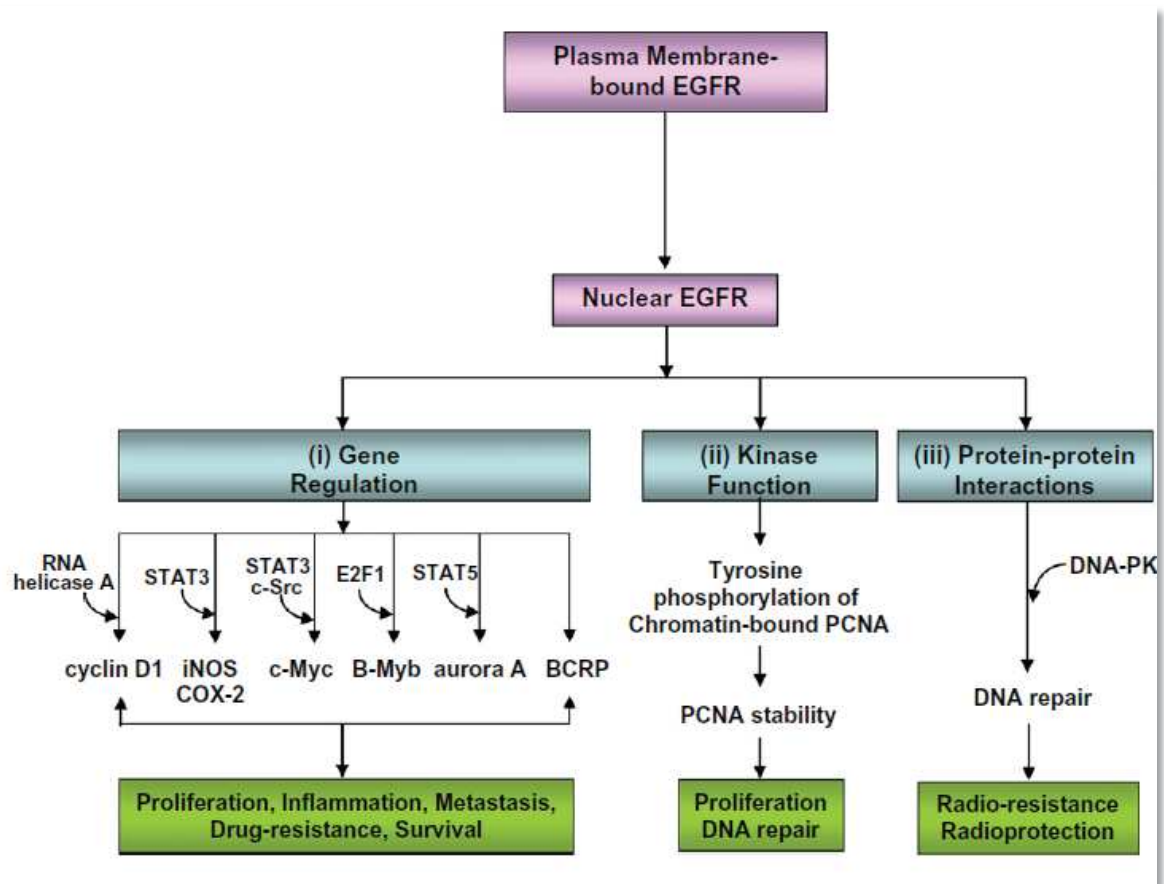 Plasma Membrane-
bound EGFR
Nuclear EGFR
(i) Gene
Regulation
(ii) Kinase
Function
(iii) Protein-protein
Interactions
RNA
helicase A
STAT3
STAT3
c-Src
E2F1
STAT5
cyclin D1
iNOS
COX-2
c-Myc
B-Myb
aurora A
BCRP
Proliferation, Inflammation, Metastasis,
Drug-resistance, Survival
Tyrosine
phosphorylation of
Chromatin-bound PCNA
PCNA stability
Proliferation
DNA repair
DNA-PK
DNA repair
Radio-resistance
Radioprotection